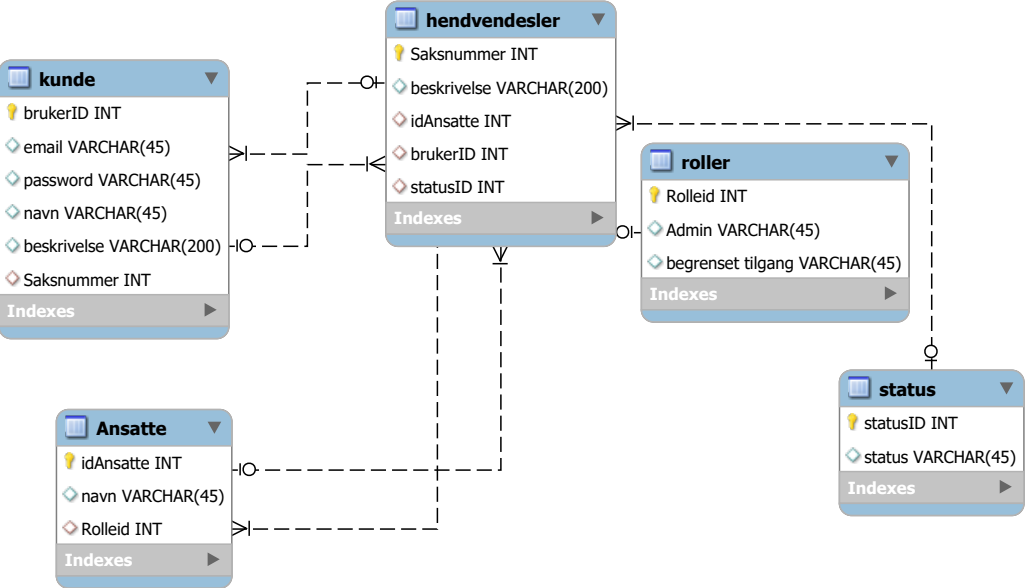 hendvendesler
Saksnummer INT
beskrivelse VARCHAR(200)
idAnsatte INT
brukerID INT
statusID INT
Indexes
kunde
brukerID INT
email VARCHAR(45)
password VARCHAR(45)
navn VARCHAR(45)
beskrivelse VARCHAR(200)
Saksnummer INT
Indexes
roller
Rolleid INT
Admin VARCHAR(45)
begrenset tilgang VARCHAR(45)
Indexes
status
statusID INT
status VARCHAR(45)
Indexes
Ansatte
idAnsatte INT
navn VARCHAR(45)
Rolleid INT
Indexes